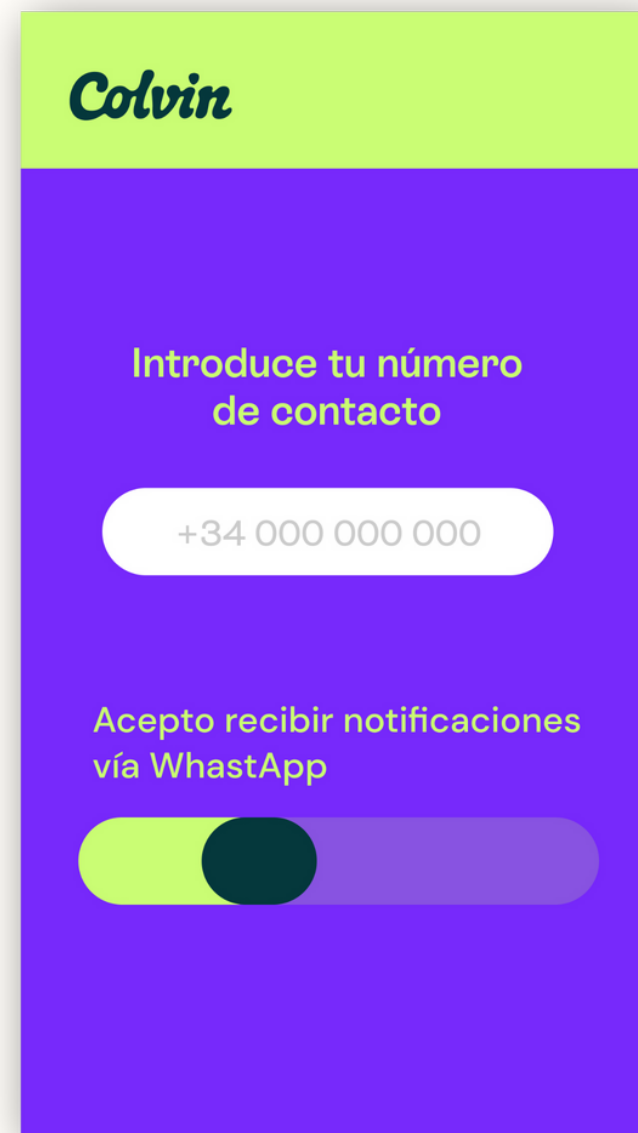 Colvin
Introduce tu número
de contacto
+34 000 000 000
Acepto recibir notificaciones
vía WhastApp